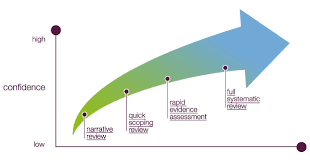 high
confidence
low
narrative
review
quick
scoping
review
rapid
evidence
assessment
full
systematic
review